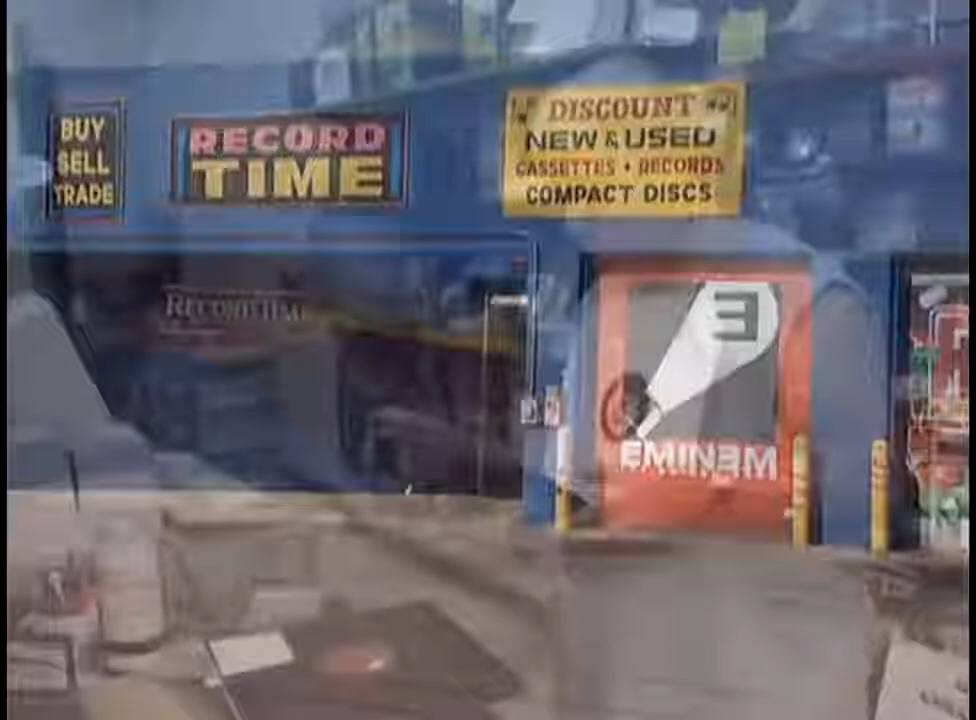 BUY
SELL
TRADE
RECORD
TIME
DISCOUNT
NEW & USED
CASSETTES • RECORDS
COMPACT DISCS
RECORD TIME
E
EMINEM